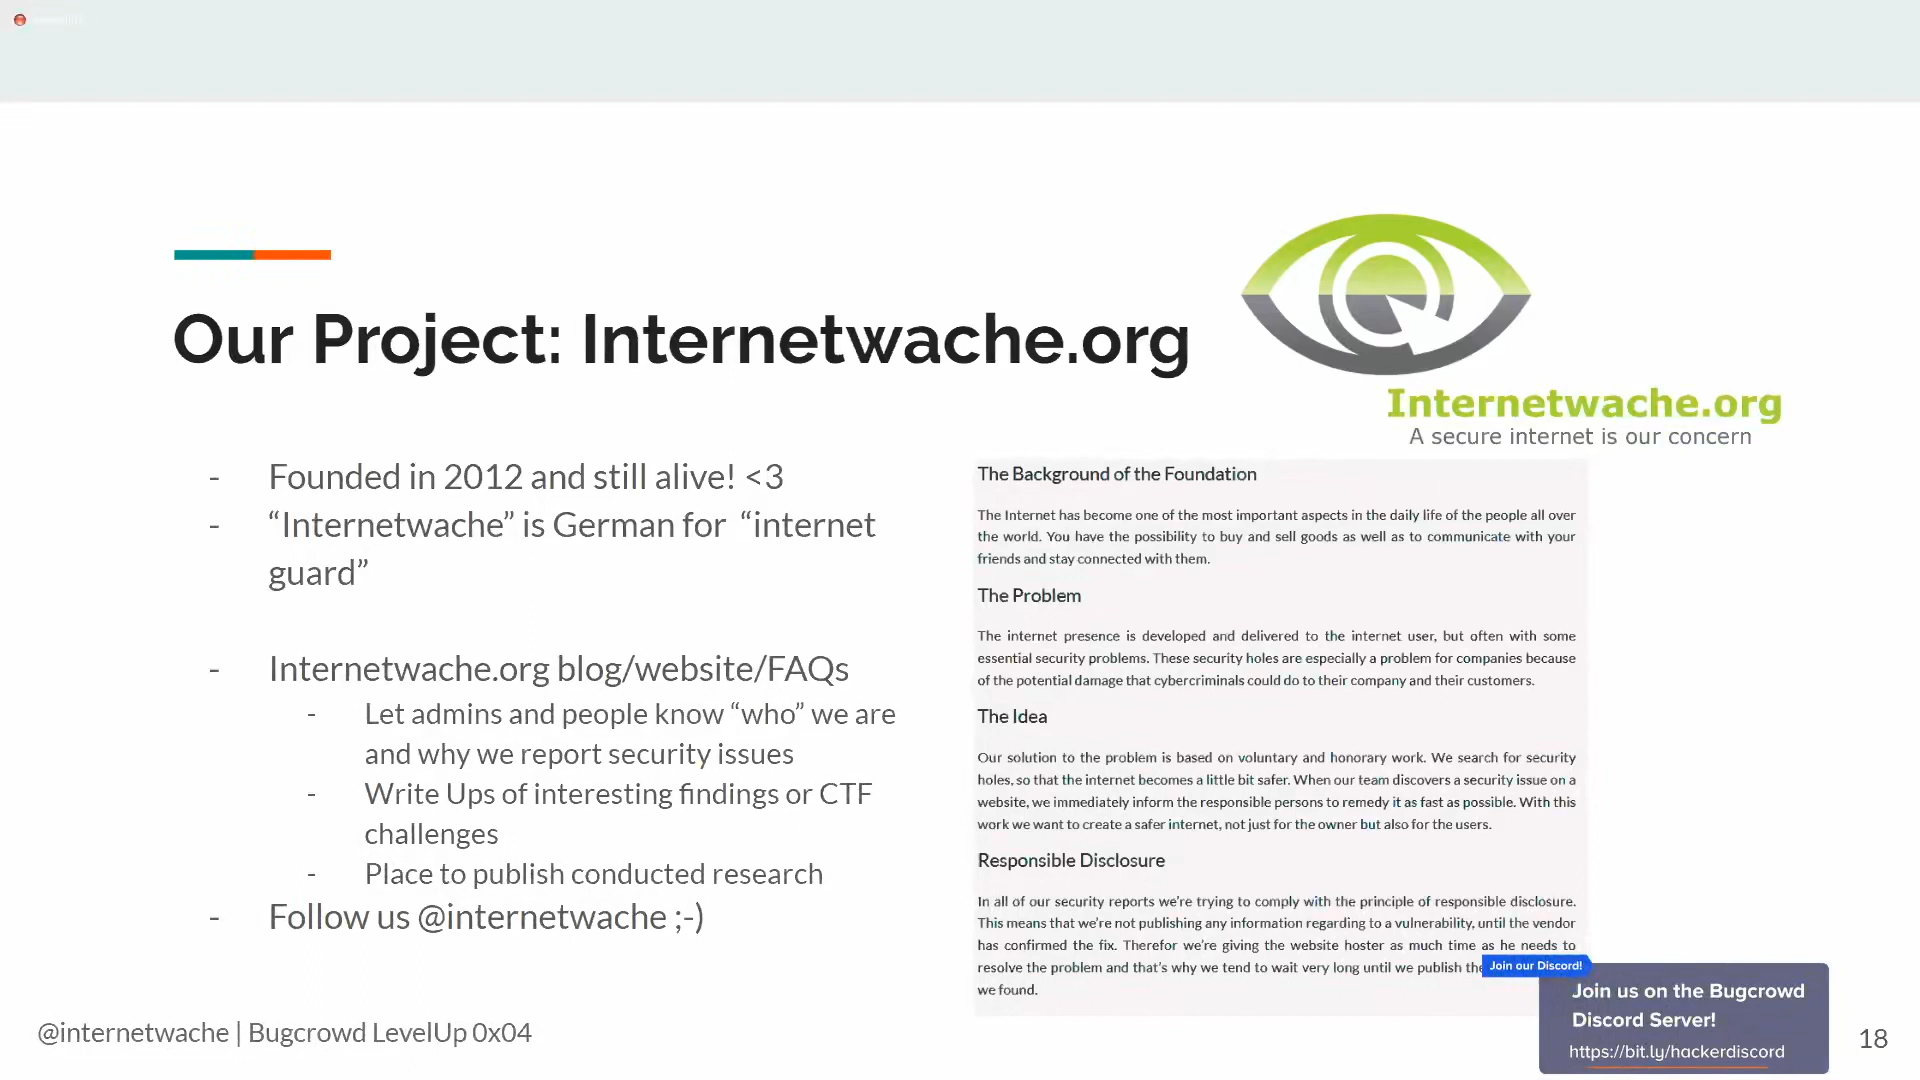 Our Project: Internetwache.org
Internetwache.org
A secure internet is our concern
- Founded in 2012 and still alive! <3
- “Internetwache” is German for “internet
guard”
- Internetwache.org blog/website/FAQs
- Let admins and people know “who” we are
and why we report security issues
- Write Ups of interesting findings or CTF
challenges
- Place to publish conducted research
- Follow us @internetwache ;-)
The Background of the Foundation
The Internet has become one of the most important aspects in the daily life of the people all over
the world. You have the possibility to buy and sell goods as well as to communicate with your
friends and stay connected with them.
The Problem
The internet presence is developed and delivered to the internet user, but often with some
essential security problems. These security holes are especially a problem for companies because
of the potential damage that cybercriminals could do to their company and their customers.
The Idea
Our solution to the problem is based on voluntary and honorary work. We search for security
holes, so that the internet becomes a little bit safer. When our team discovers a security issue on a
website, we immediately inform the responsible persons to remedy it as fast as possible. With this
work we want to create a safer internet, not just for the owner but also for the users.
Responsible Disclosure
In all of our security reports we’re trying to comply with the principle of responsible disclosure.
This means that we’re not publishing any information regarding to a vulnerability, until the vendor
has confirmed the fix. Therefor we’re giving the website hoster as much time as he needs to
resolve the problem and that’s why we tend to wait very long until we publish
we found.
Join our Discord!
Join us on the Bugcrowd
Discord Server!
https://bit.ly/hackerdiscord
@internetwache | Bugcrowd LevelUp 0x04
18